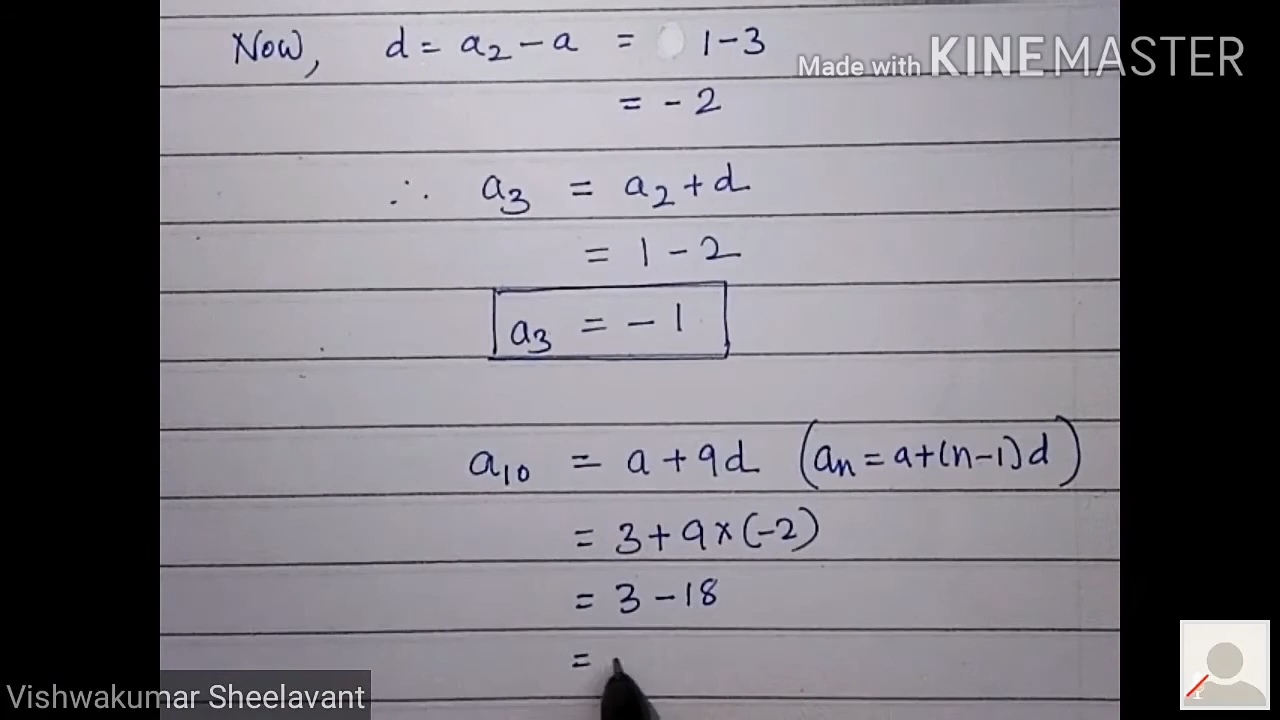 Now, d = a₂ - a = 1 - 3
Made with KINEMASTER
= - 2
∴ a₃ = a₂ + d
= 1 - 2
a₃ = - 1
a₁₀ = a + 9d (aₙ = a + (n - 1) d)
= 3 + 9 × (-2)
= 3 - 18
=
Vishwakumar Sheelavant